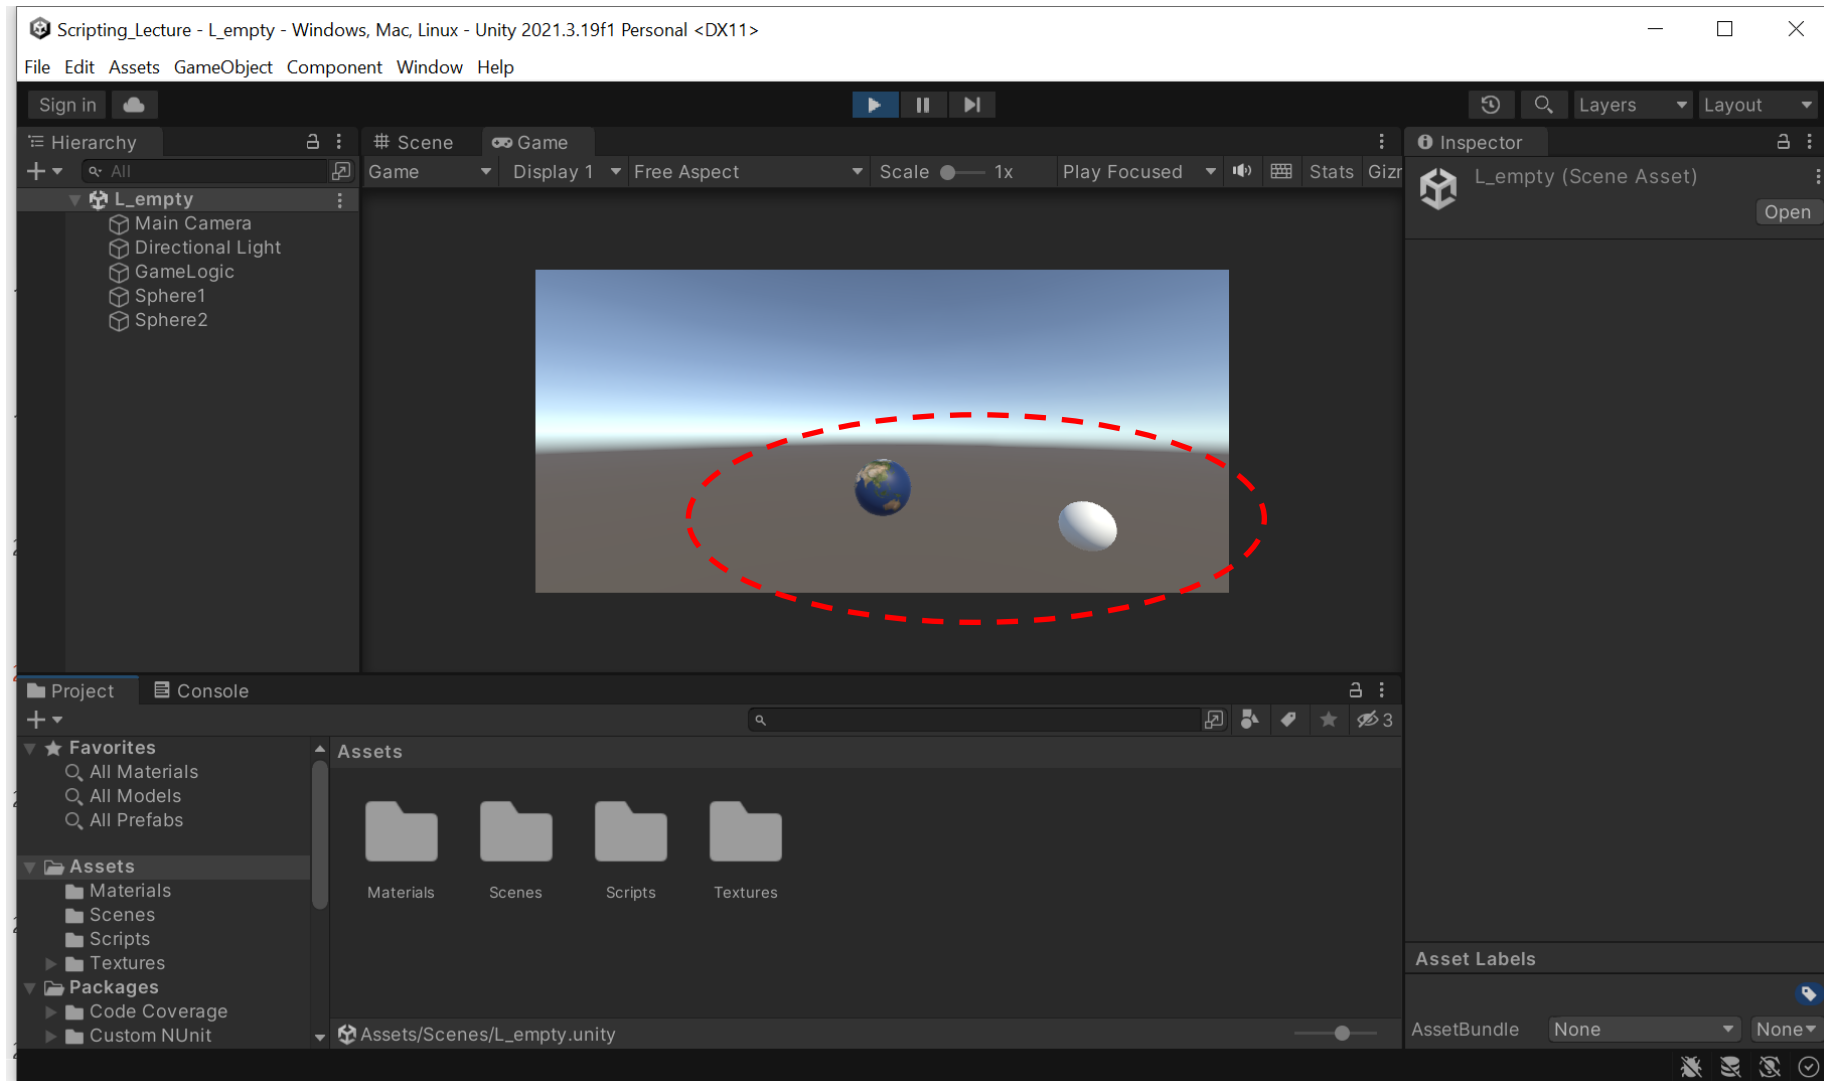 Scripting_Lecture - L_empty - Windows, Mac, Linux - Unity 2021.3.19f1 Personal <DX11>
File Edit Assets GameObject Component Window Help
Sign in Layers Layout
Hierarchy
Scene Game
Inspector
All
Game Display 1 Free Aspect Scale 1x Play Focused Stats Gizr
L_empty (Scene Asset)
Open
L_empty
Main Camera
Directional Light
GameLogic
Sphere1
Sphere2
Project Console
3
Favorites
All Materials
All Models
All Prefabs
Assets
Materials
Scenes
Scripts
Textures
Packages
Code Coverage
Custom NUnit
Assets
Materials Scenes Scripts Textures
Assets/Scenes/L_empty.unity
Asset Labels
AssetBundle None None